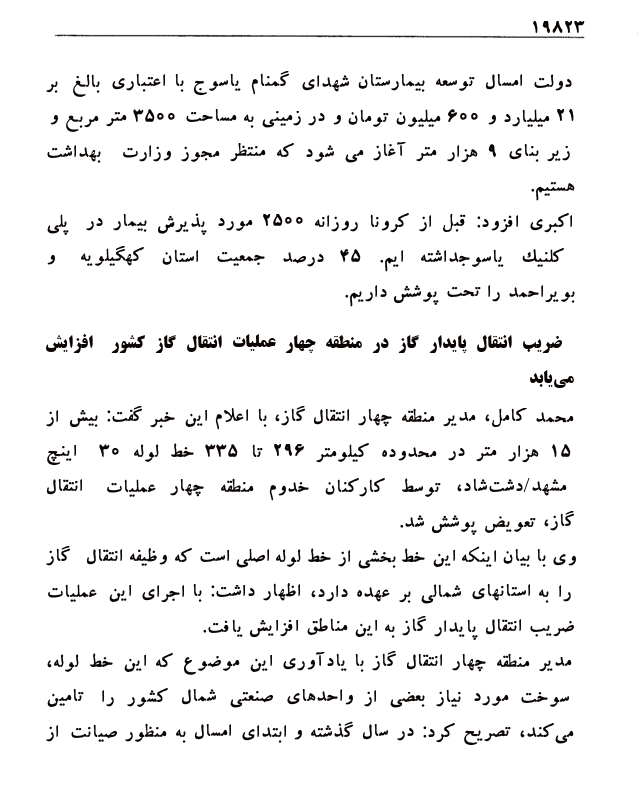 ۱۹۸۲۳
دولت امسال توسعه بیمارستان شهدای گمنام یاسوج با اعتباری بالغ بر
۲۱ میلیارد و ۶۰۰ میلیون تومان و در زمینی به مساحت ۳۵۰۰ متر مربع و
زیر بنای ۹ هزار متر آغاز می شود که منتظر مجوز وزارت بهداشت
هستیم.
اکبری افزود: قبل از کرونا روزانه ۲۵۰۰ مورد پذیرش بیمار در پلی
کلنیك یاسوجداشته ایم. ۴۵ درصد جمعیت استان کهگیلویه و
بویراحمد را تحت پوشش داریم.
ضریب انتقال پایدار گاز در منطقه چهار عملیات انتقال گاز کشور افزایش
می‌یابد
محمد کامل، مدیر منطقه چهار انتقال گاز، با اعلام این خبر گفت: بیش از
۱۵ هزار متر در محدوده کیلومتر ۲۹۶ تا ۳۳۵ خط لوله ۳۰ اینچ
مشهد/دشت‌شاد، توسط کارکنان خدوم منطقه چهار عملیات انتقال
گاز، تعویض پوشش شد.
وی با بیان اینکه این خط بخشی از خط لوله اصلی است که وظیفه انتقال گاز
را به استانهای شمالی بر عهده دارد، اظهار داشت: با اجرای این عملیات
ضریب انتقال پایدار گاز به این مناطق افزایش یافت.
مدیر منطقه چهار انتقال گاز با یادآوری این موضوع که این خط لوله،
سوخت مورد نیاز بعضی از واحدهای صنعتی شمال کشور را تامین
می‌کند، تصریح کرد: در سال گذشته و ابتدای امسال به منظور صیانت از